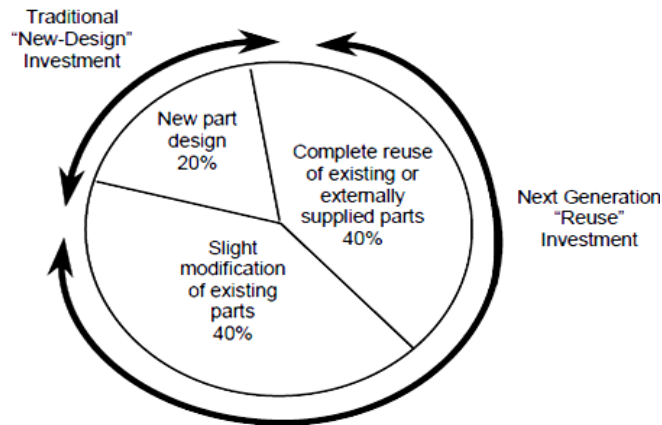 Traditional
“New-Design”
Investment
New part
design
20%
Complete reuse
of existing or
externally
supplied parts
40%
Next Generation
“Reuse”
Investment
Slight
modification
of existing
parts
40%